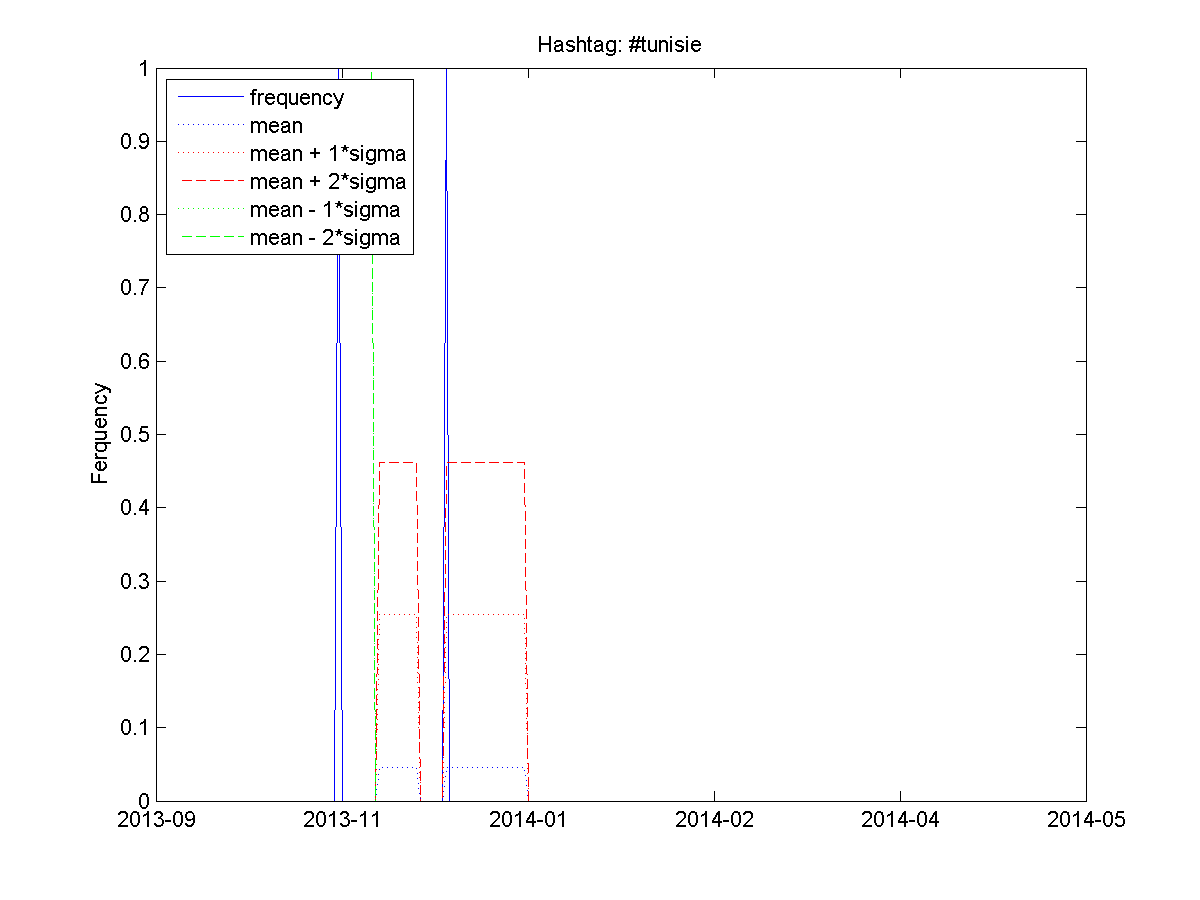 Hashtag: #tunisie
1
frequency
mean
0.9
mean + 1*sigma
mean + 2*sigma
0.8
mean - 1*sigma
mean - 2*sigma
0.7
0.6
0.5
Ferquency
0.4
0.3
0.2
0.1
0
2013-09 2013-11 2014-01 2014-02 2014-04 2014-05